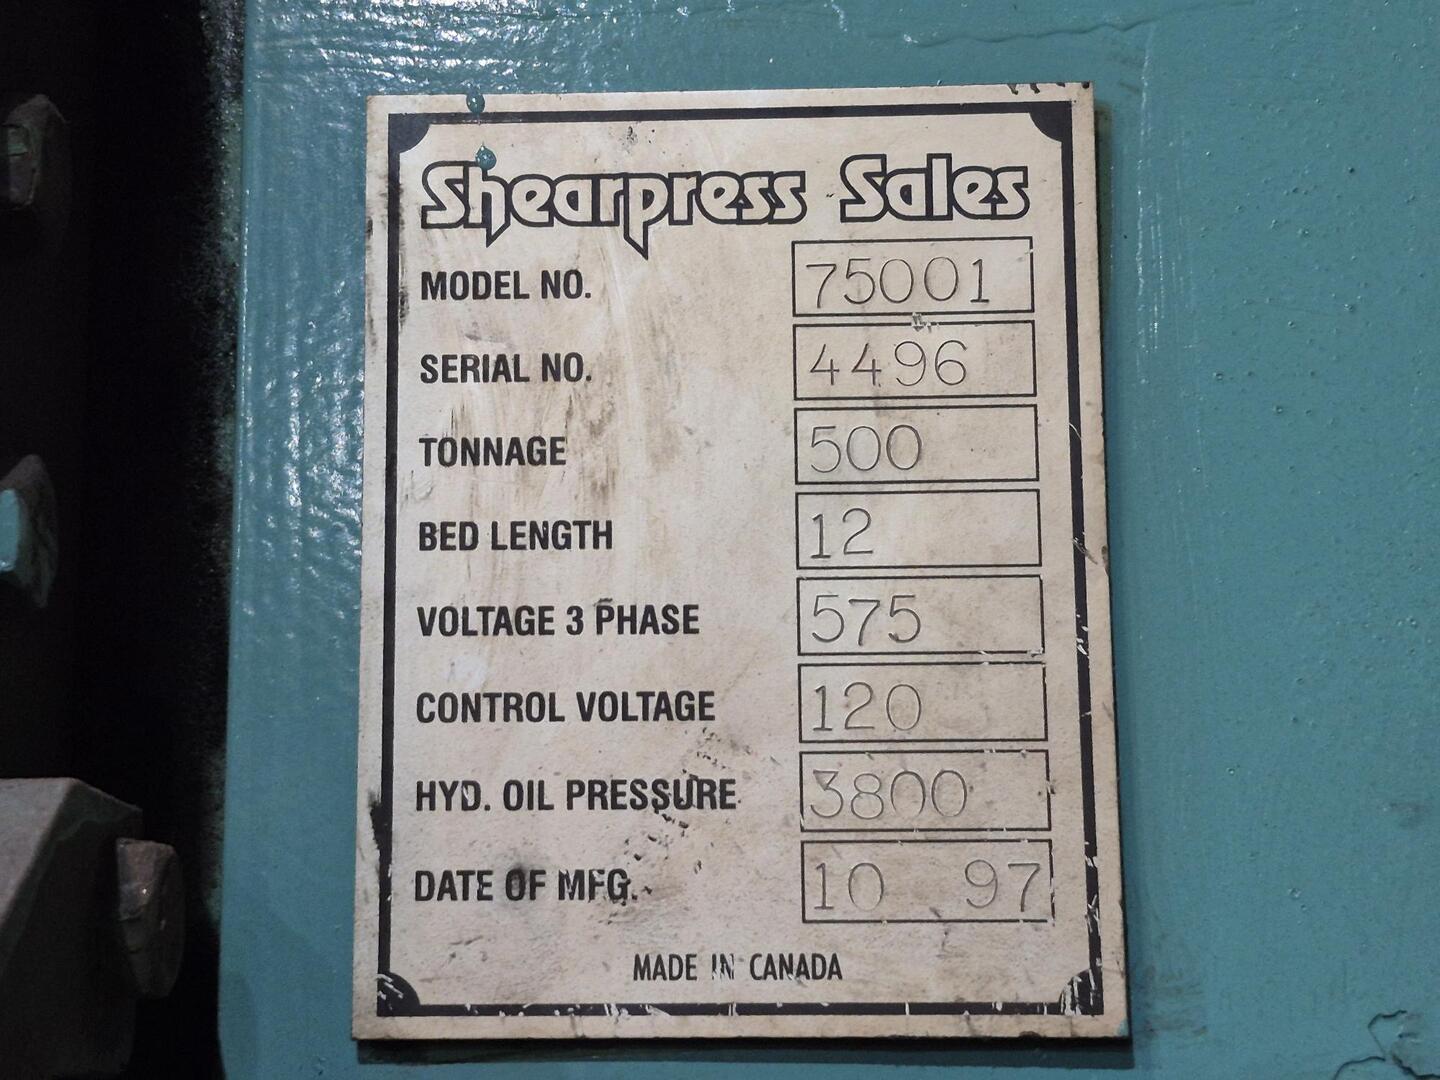 Shearpress Sales
MODEL NO. 75001
SERIAL NO. 4496
TONNAGE 500
BED LENGTH 12
VOLTAGE 3 PHASE 575
CONTROL VOLTAGE 120
HYD. OIL PRESSURE 3800
DATE OF MFG. 10 97
MADE IN CANADA